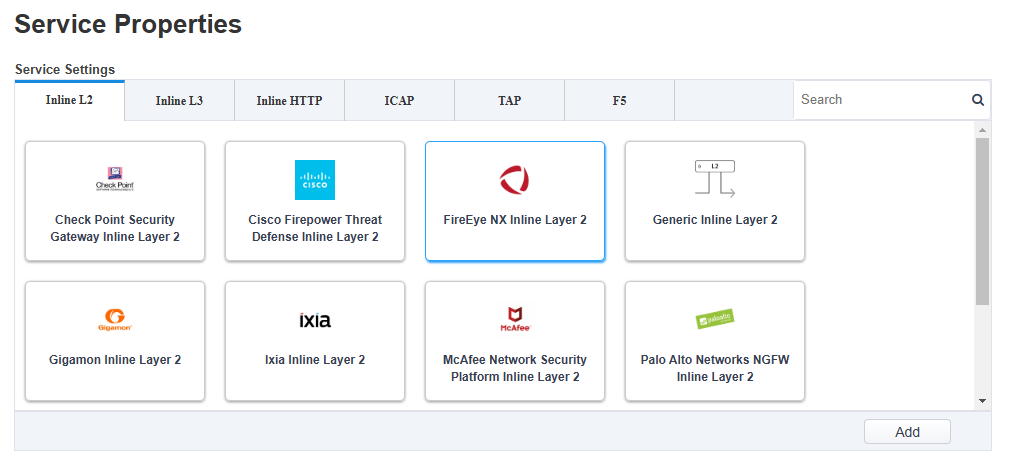 Service Properties
Service Settings
Inline L2
Inline L3
Inline HTTP
ICAP
TAP
F5
Search
Check Point
Check Point Security
Gateway Inline Layer 2
CISCO
Cisco Firepower Threat
Defense Inline Layer 2
FireEye NX Inline Layer 2
L2
Generic Inline Layer 2
Gigamon
Gigamon Inline Layer 2
ixia
Ixia Inline Layer 2
McAfee
McAfee Network Security
Platform Inline Layer 2
paloalto
Palo Alto Networks NGFW
Inline Layer 2
Add